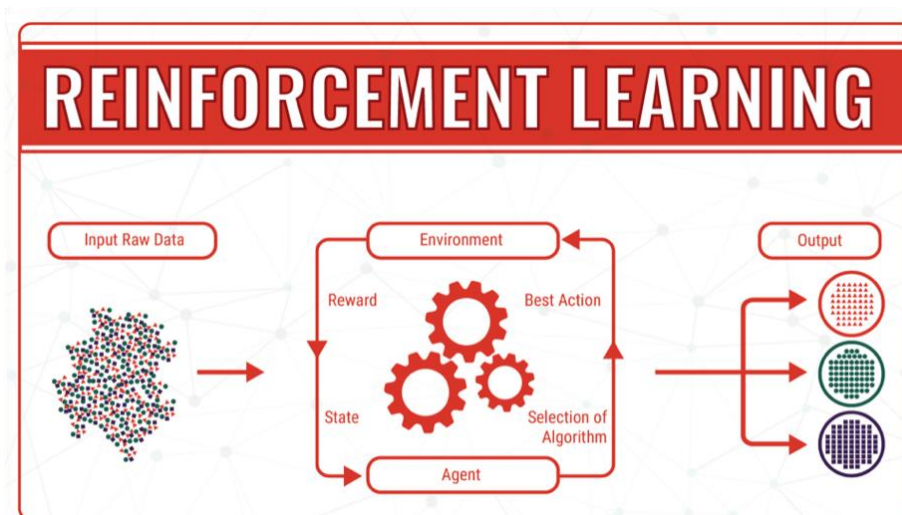 REINFORCEMENT LEARNING
Input Raw Data
Environment
Output
Reward
Best Action
State
Selection of
Algorithm
Agent